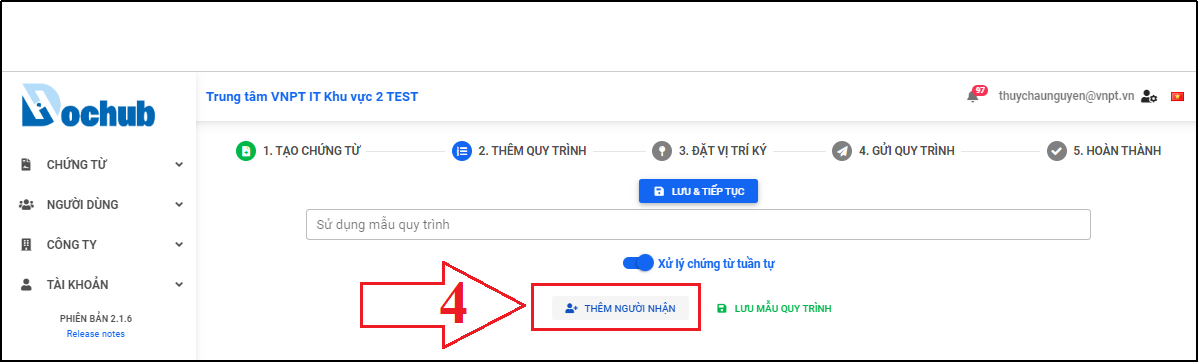 Dochub
Trung tâm VNPT IT Khu vực 2 TEST
97
thuychaunguyen@vnpt.vn
CHỨNG TỪ
NGƯỜI DÙNG
CÔNG TY
TÀI KHOẢN
PHIÊN BẢN 2.1.6
Release notes
1. TẠO CHỨNG TỪ
2. THÊM QUY TRÌNH
3. ĐẶT VỊ TRÍ KÝ
4. GỬI QUY TRÌNH
5. HOÀN THÀNH
LƯU & TIẾP TỤC
Sử dụng mẫu quy trình
Xử lý chứng từ tuần tự
4
THÊM NGƯỜI NHẬN
LƯU MẪU QUY TRÌNH